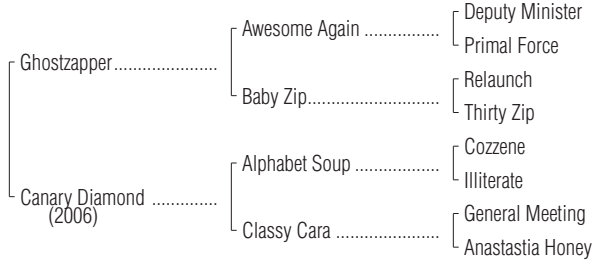 Deputy Minister
Awesome Again ................
Primal Force
Ghostzapper......................
Relaunch
Baby Zip............................
Thirty Zip
Cozzene
Alphabet Soup ..................
Illiterate
Canary Diamond ..............
(2006)
General Meeting
Classy Cara ......................
Anastastia Honey